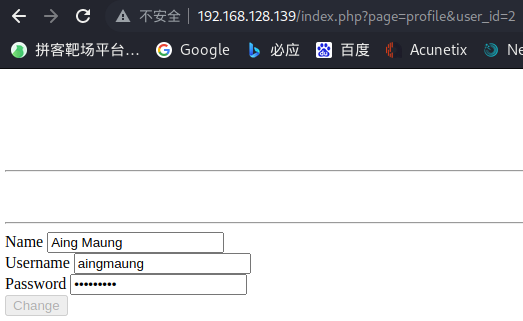 不安全 192.168.128.139/index.php?page=profile&user_id=2
拼客靶场平台... Google 必应 百度 Acunetix Ne
Name Aing Maung
Username aingmaung
Password •••••••••
Change